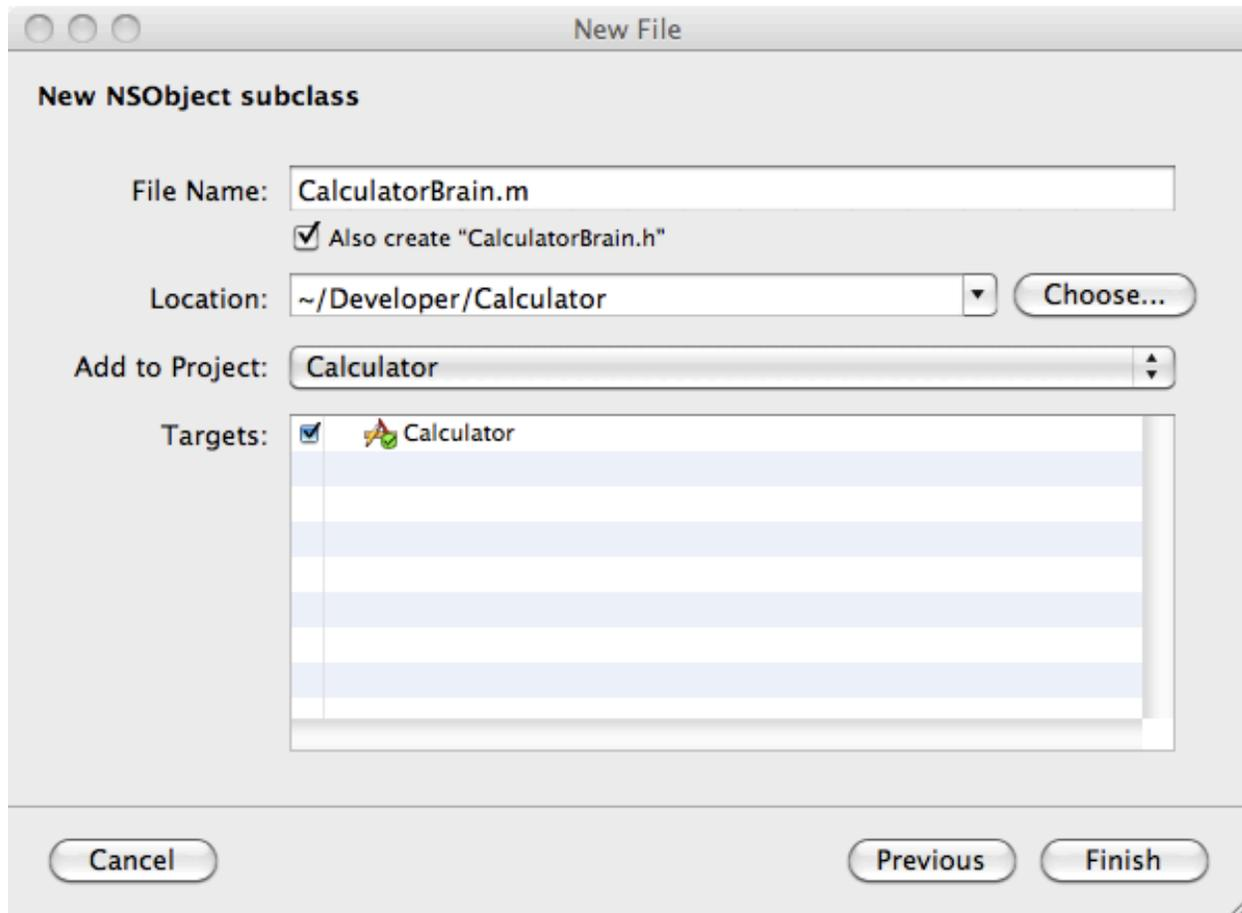 New File
New NSObject subclass
File Name: CalculatorBrain.m
Also create "CalculatorBrain.h"
Location: ~/Developer/Calculator Choose...
Add to Project: Calculator
Targets: Calculator
Cancel Previous Finish